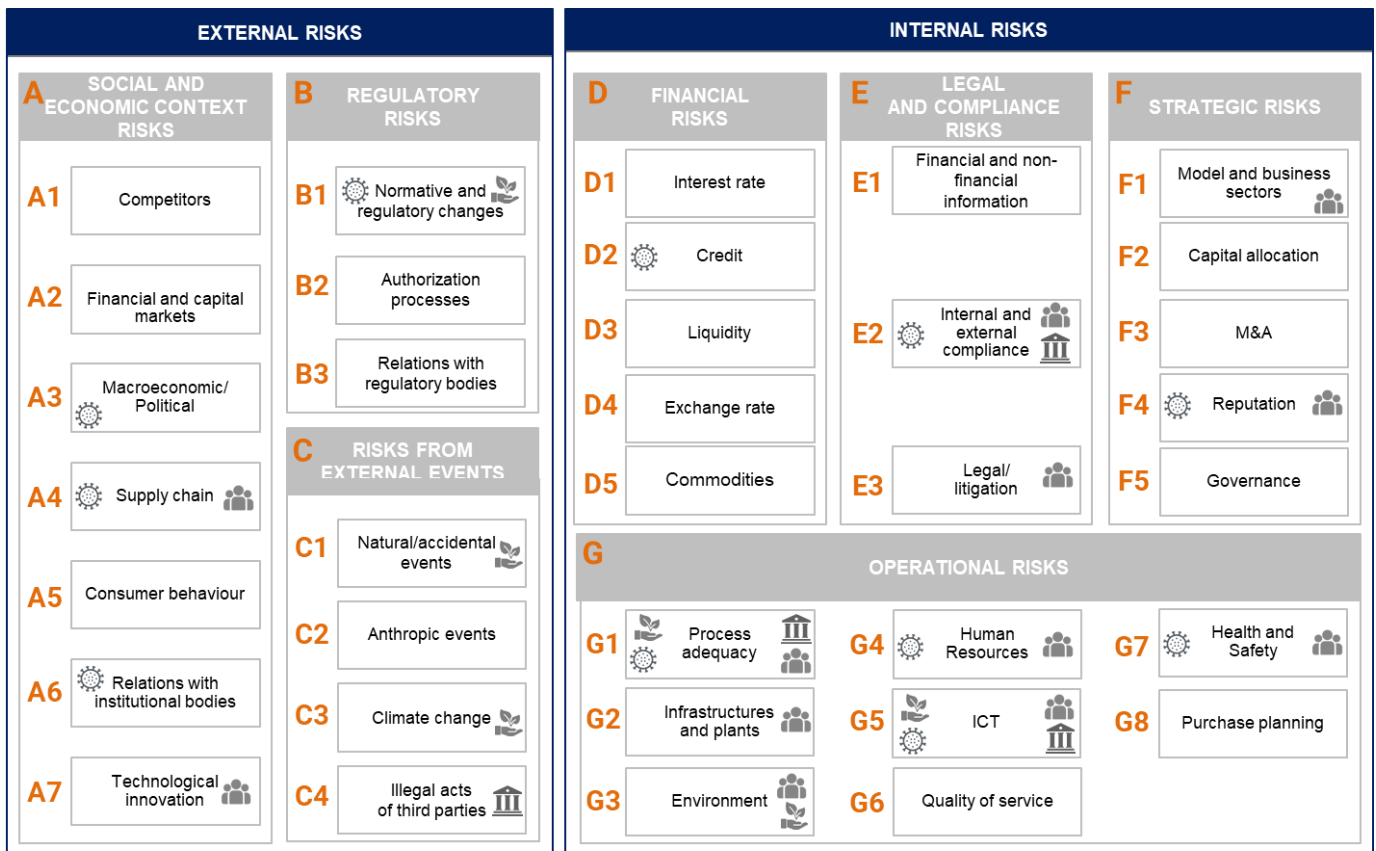 EXTERNAL RISKS
A
SOCIAL AND
ECONOMIC CONTEXT
RISKS
A1
Competitors
A2
Financial and capital
markets
A3
Macroeconomic/
Political
A4
Supply chain
A5
Consumer behaviour
A6
Relations with
institutional bodies
A7
Technological
innovation
B
REGULATORY
RISKS
B1
Normative and
regulatory changes
B2
Authorization
processes
B3
Relations with
regulatory bodies
C
RISKS FROM
EXTERNAL EVENTS
C1
Natural/accidental
events
C2
Anthropic events
C3
Climate change
C4
Illegal acts
of third parties
INTERNAL RISKS
D
FINANCIAL
RISKS
D1
Interest rate
D2
Credit
D3
Liquidity
D4
Exchange rate
D5
Commodities
E
LEGAL
AND COMPLIANCE
RISKS
E1
Financial and non-
financial
information
E2
Internal and
external
compliance
E3
Legal/
litigation
F
STRATEGIC RISKS
F1
Model and business
sectors
F2
Capital allocation
F3
M&A
F4
Reputation
F5
Governance
G
OPERATIONAL RISKS
G1
Process
adequacy
G2
Infrastructures
and plants
G3
Environment
G4
Human
Resources
G5
ICT
G6
Quality of service
G7
Health and
Safety
G8
Purchase planning